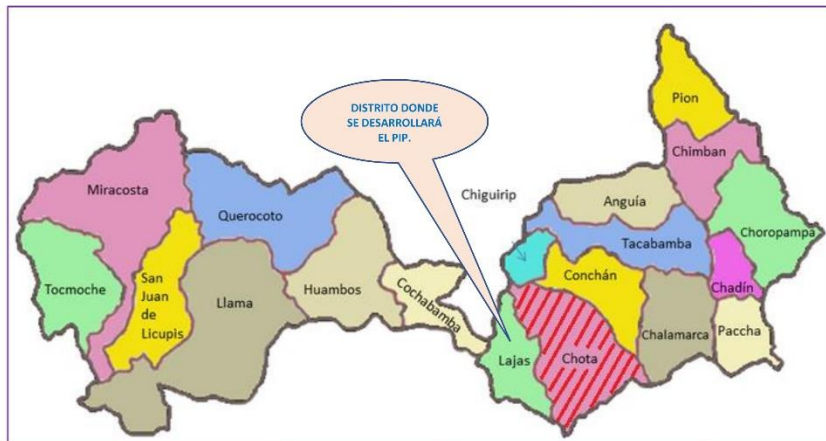 DISTRITO DONDE
SE DESARROLLARÁ
EL PIP.
Pion
Chimban
Miracosta
Chiguirip
Anguía
Querocoto
Choropampa
Tacabamba
Tocmoche
San
Juan
de
Licupis
Llama
Huambos
Cochabamba
Conchán
Chadín
Lajas
Chota
Chalamarca
Paccha